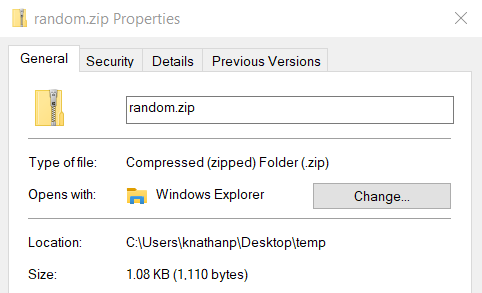 random.zip Properties
General Security Details Previous Versions
random.zip
Type of file: Compressed (zipped) Folder (.zip)
Opens with: Windows Explorer Change...
Location: C:\Users\knathanp\Desktop\temp
Size: 1.08 KB (1,110 bytes)